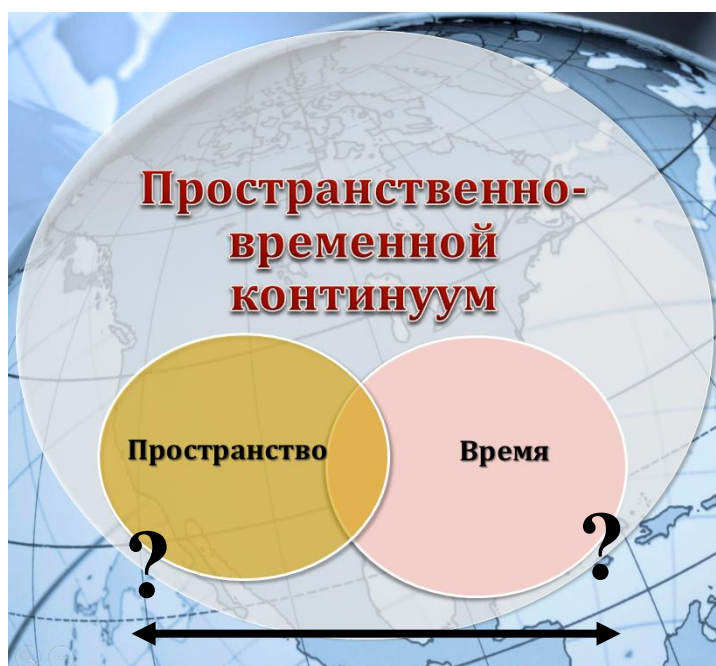 Пространственно-
временной
континуум
Пространство
Время
?
?